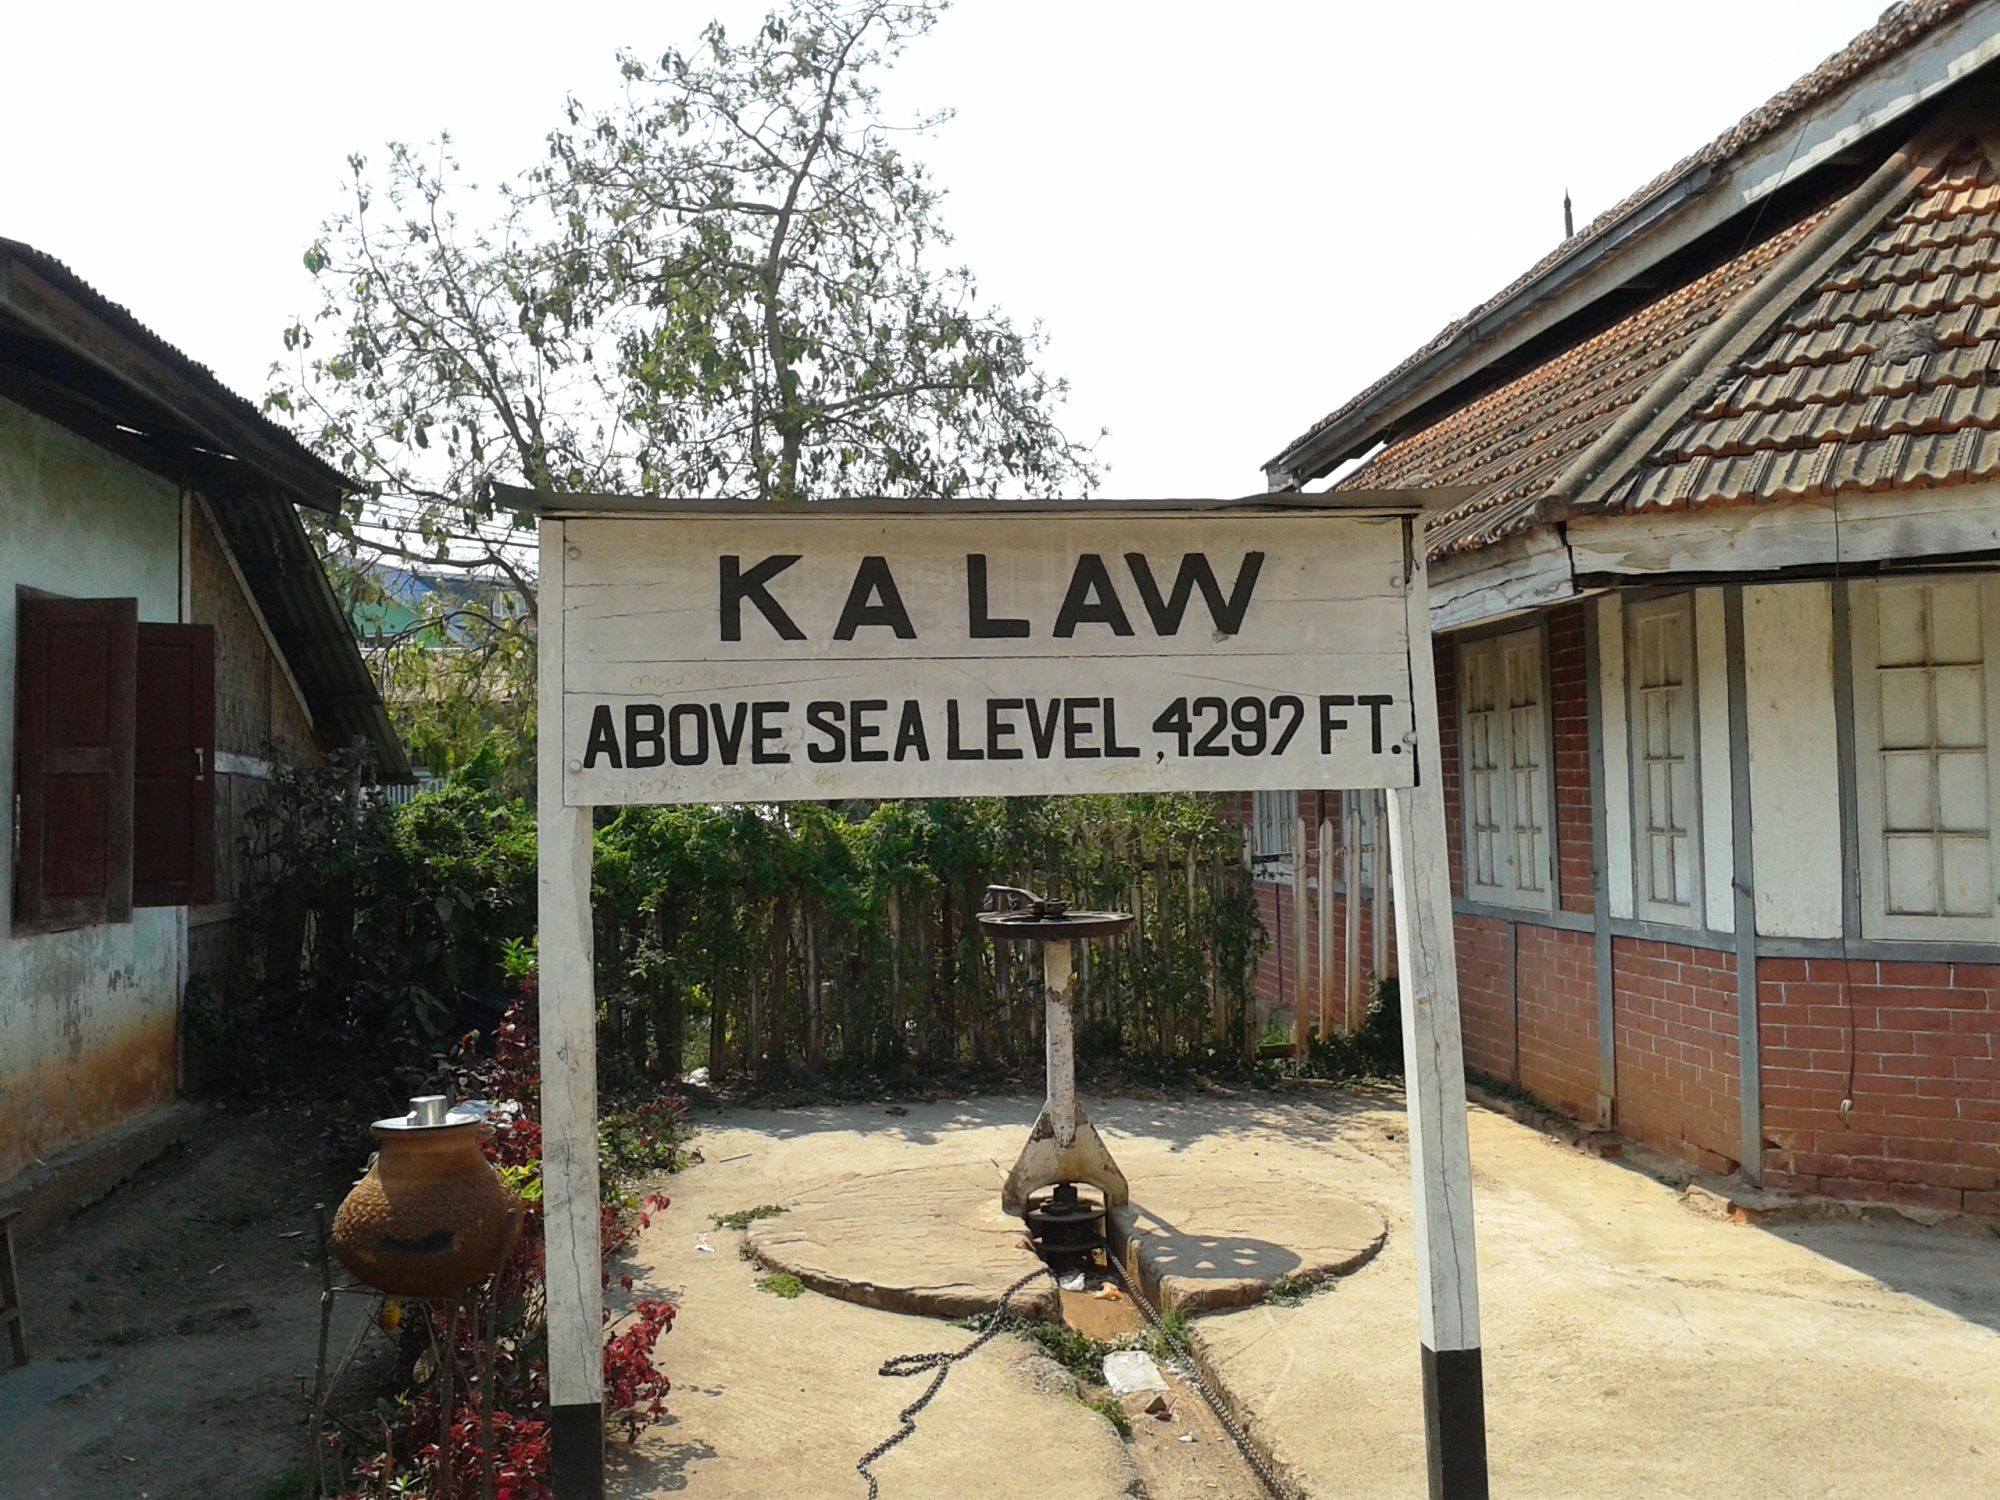 KALAW
ABOVE SEA LEVEL, 4297 FT.